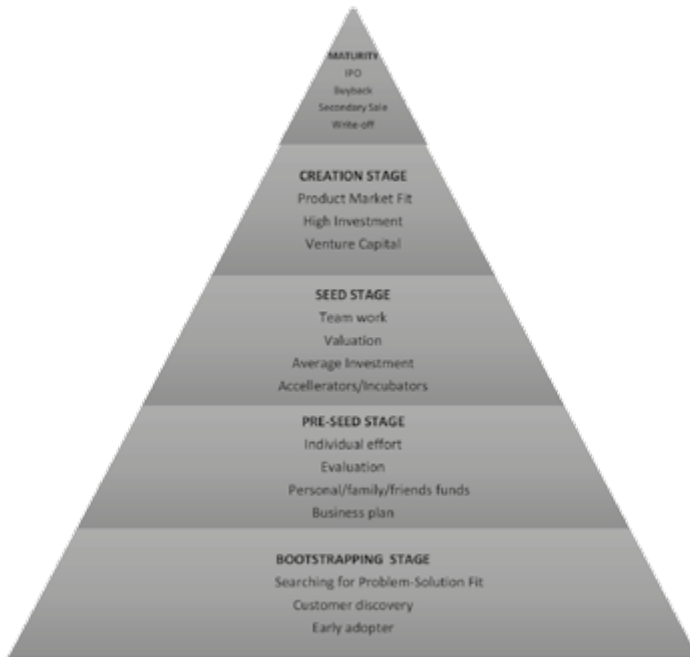 MATURITY
IPO
Buyback
Secondary Sale
Write-off
CREATION STAGE
Product Market Fit
High Investment
Venture Capital
SEED STAGE
Team work
Valuation
Average Investment
Accellerators/Incubators
PRE-SEED STAGE
Individual effort
Evaluation
Personal/family/friends funds
Business plan
BOOTSTRAPPING STAGE
Searching for Problem-Solution Fit
Customer discovery
Early adopter